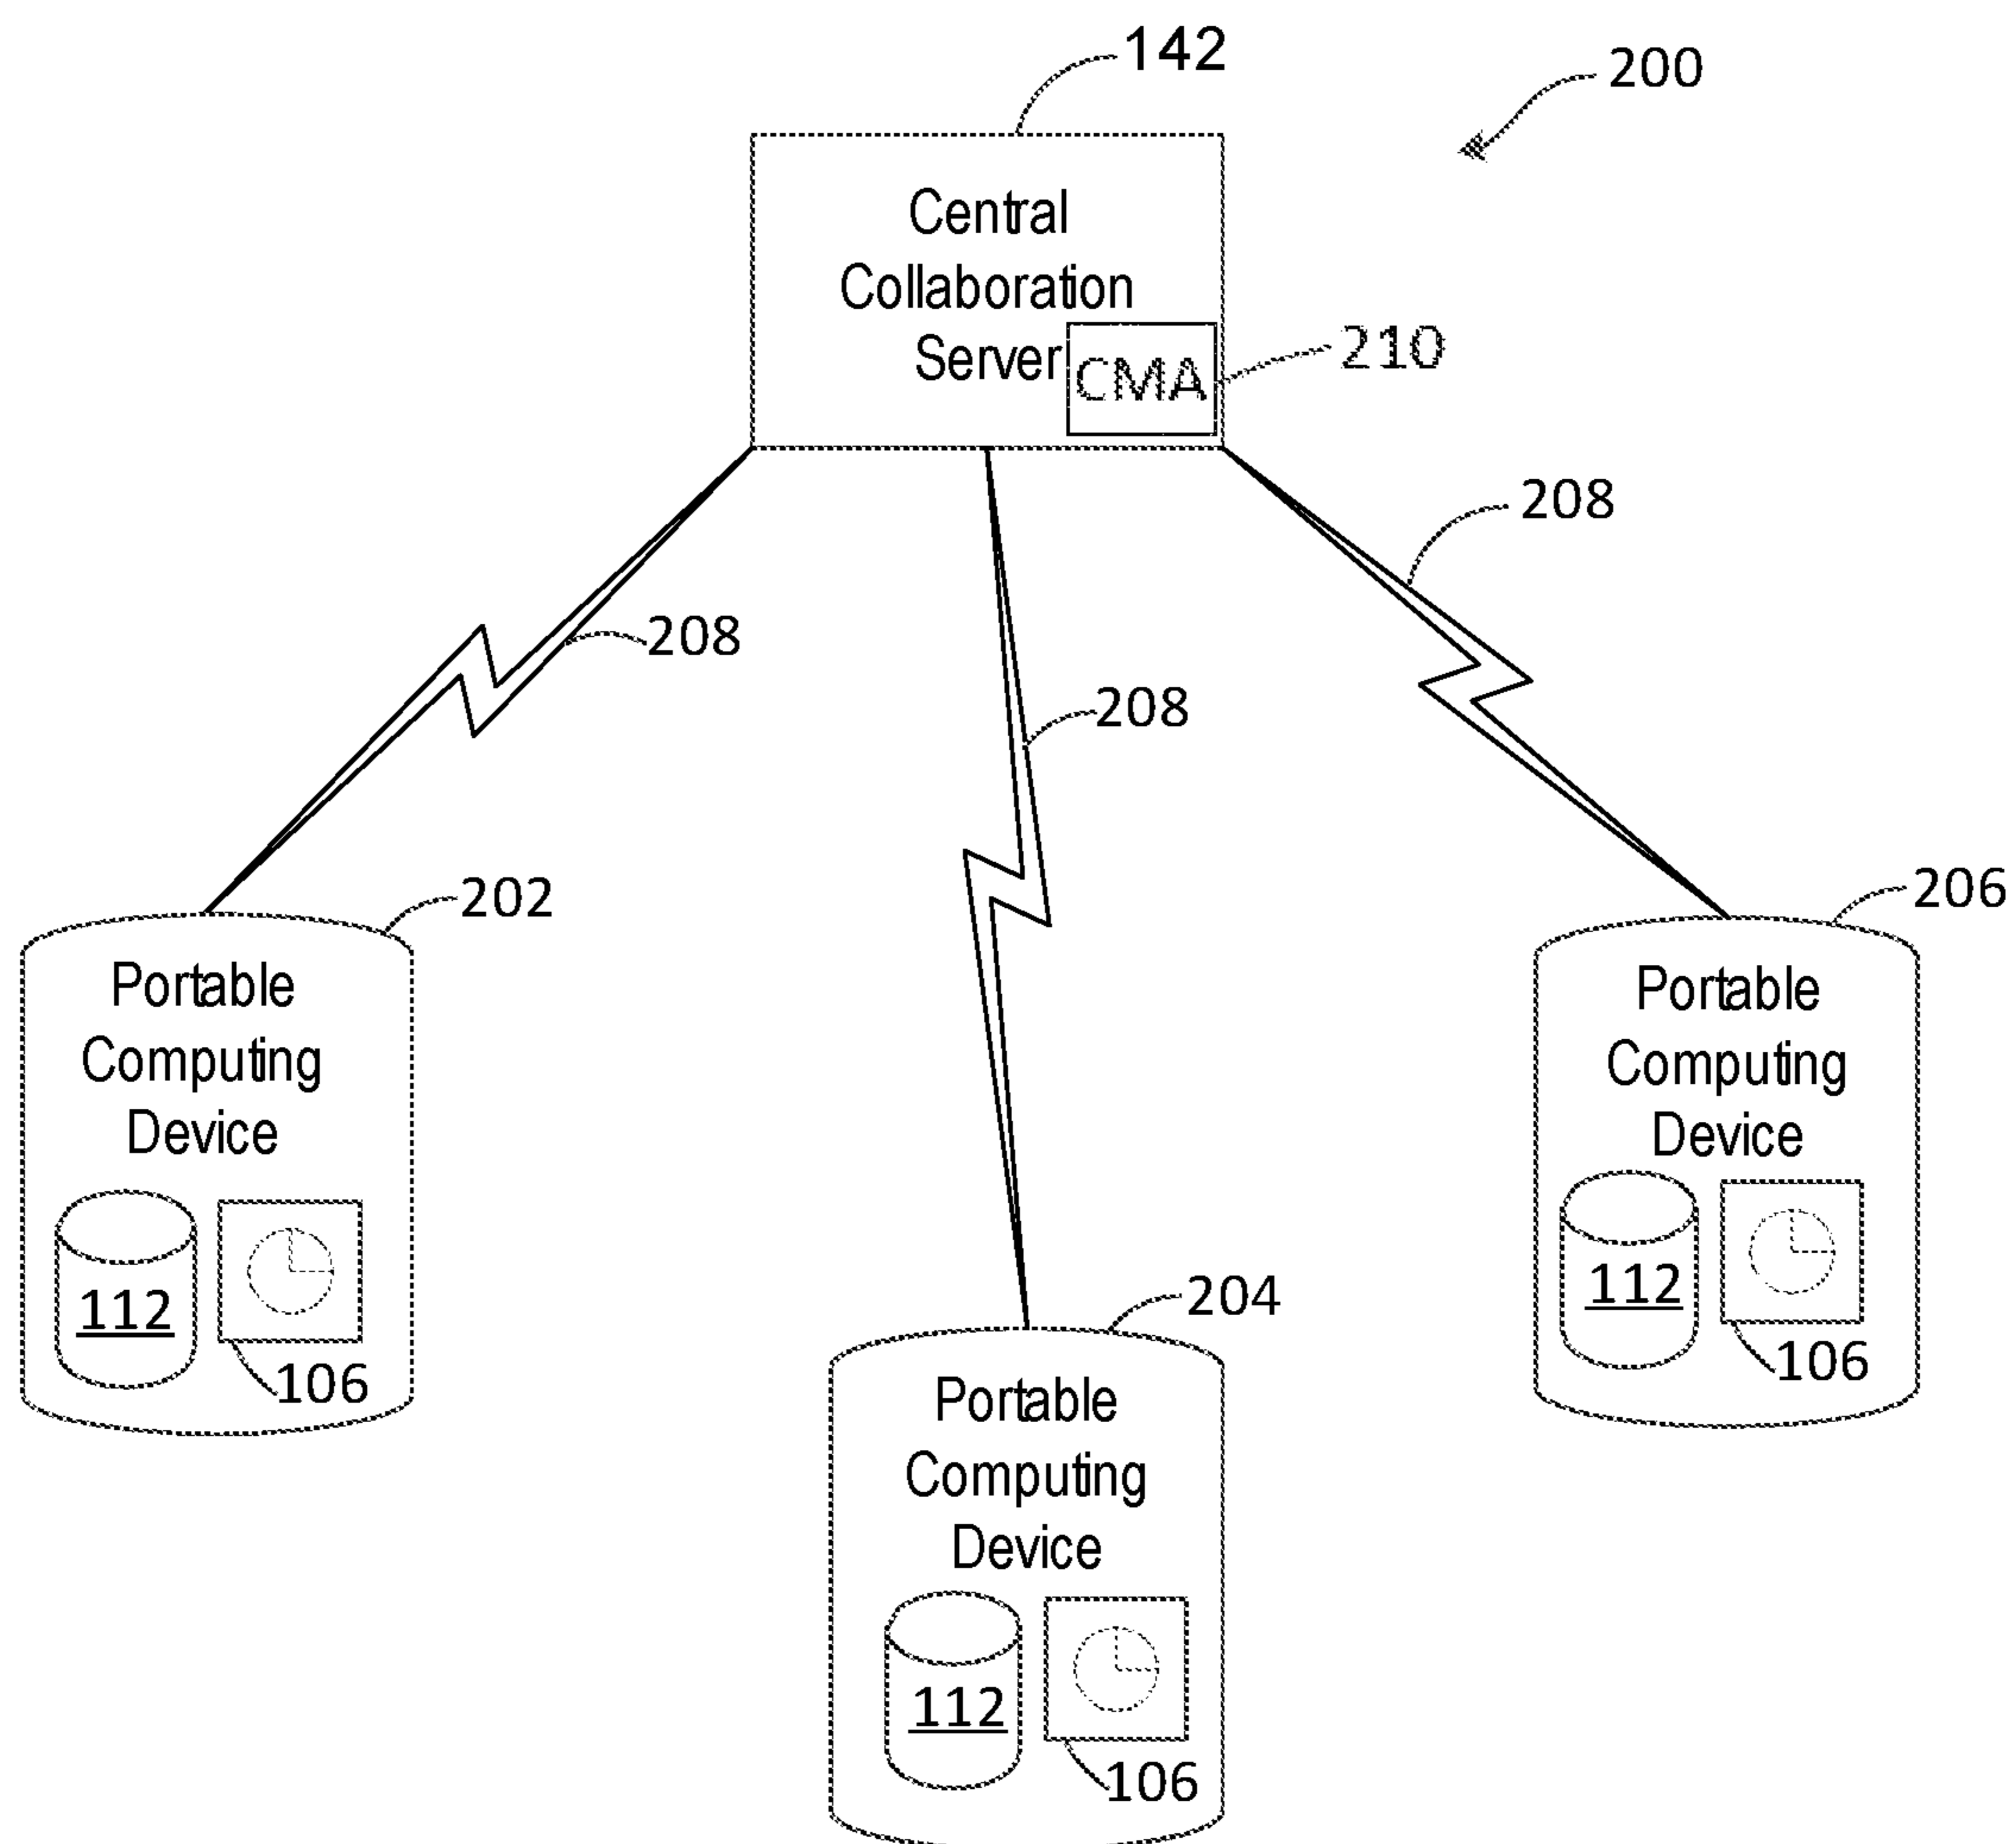 142
200
Central
Collaboration
Server
CMA
210
208
208
208
202
206
Portable
Computing
Device
112
106
Portable
Computing
Device
112
106
204
Portable
Computing
Device
112
106